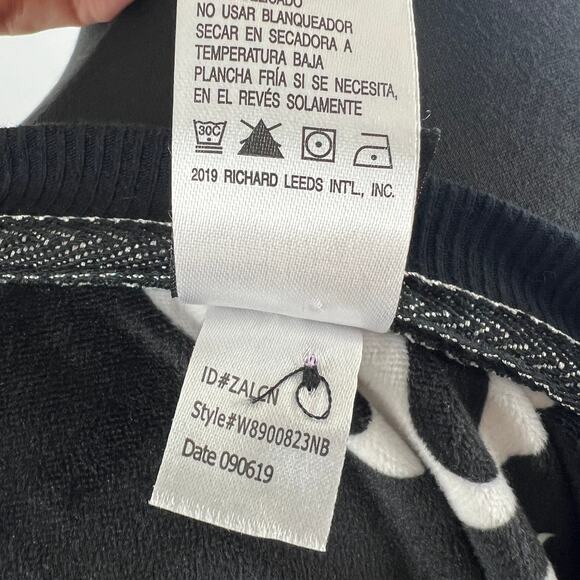 NO USAR BLANQUEADOR
SECAR EN SECADORA A
TEMPERATURA BAJA
PLANCHA FRÍA SI SE NECESITA,
EN EL REVÉS SOLAMENTE
30C
2019 RICHARD LEEDS INT'L, INC.
ID#ZALCN
Style#W8900823NB
Date 090619